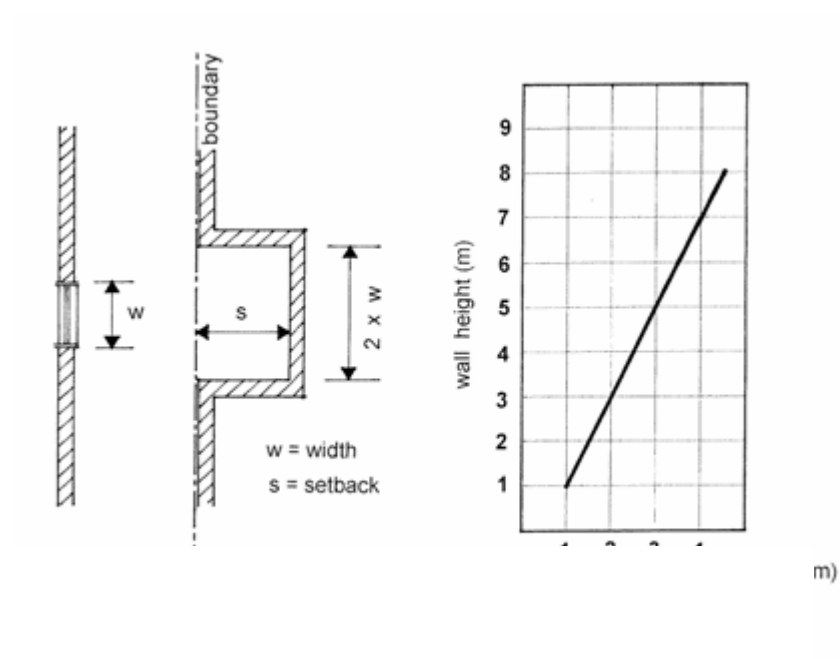 boundary
w
s
2 x w
w = width
s = setback
wall height (m)
9
8
7
6
5
4
3
2
1
m)